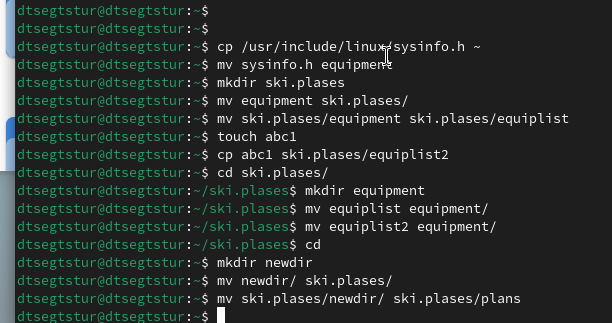 dtsegtstur@dtsegtstur:~$
dtsegtstur@dtsegtstur:~$
dtsegtstur@dtsegtstur:~$ cp /usr/include/linux/sysinfo.h ~
dtsegtstur@dtsegtstur:~$ mv sysinfo.h equipment
dtsegtstur@dtsegtstur:~$ mkdir ski.plases
dtsegtstur@dtsegtstur:~$ mv equipment ski.plases/
dtsegtstur@dtsegtstur:~$ mv ski.plases/equipment ski.plases/equiplist
dtsegtstur@dtsegtstur:~$ touch abc1
dtsegtstur@dtsegtstur:~$ cp abc1 ski.plases/equiplist2
dtsegtstur@dtsegtstur:~$ cd ski.plases/
dtsegtstur@dtsegtstur:~/ski.plases$ mkdir equipment
dtsegtstur@dtsegtstur:~/ski.plases$ mv equiplist equipment/
dtsegtstur@dtsegtstur:~/ski.plases$ mv equiplist2 equipment/
dtsegtstur@dtsegtstur:~/ski.plases$ cd
dtsegtstur@dtsegtstur:~$ mkdir newdir
dtsegtstur@dtsegtstur:~$ mv newdir/ ski.plases/
dtsegtstur@dtsegtstur:~$ mv ski.plases/newdir/ ski.plases/plans
dtsegtstur@dtsegtstur:~$